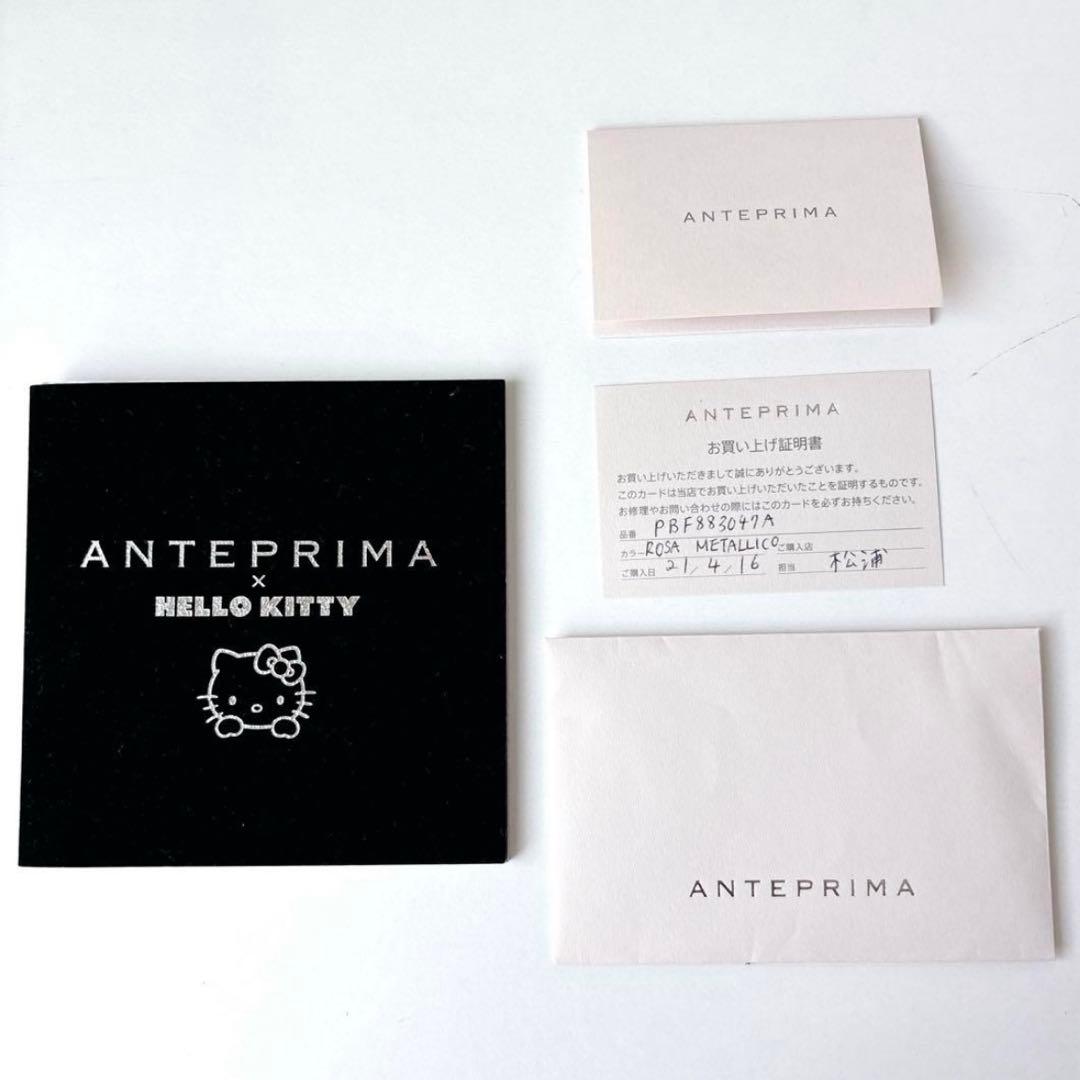 ANTEPRIMA
ANTEPRIMA
お買い上げ証明書
お買い上げいただきまして誠にありがとうございます。
このカードは当店でお買い上げいただいたことを証明するものです。
お修理やお問い合わせの際にはこのカードを必ずお持ちください。
品番 PBF883047A
カラー ROSA METALLICO ご購入店
ご購入日 21/4/16 担当 松浦
ANTEPRIMA
×
HELLO KITTY
ANTEPRIMA